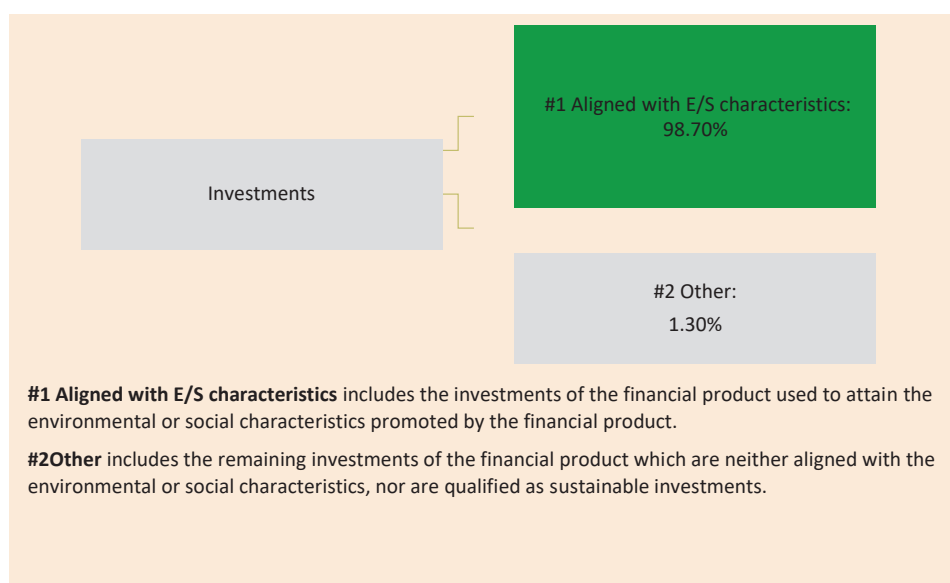 #1 Aligned with E/S characteristics:
98.70%
Investments
#2 Other:
1.30%
#1 Aligned with E/S characteristics includes the investments of the financial product used to attain the
environmental or social characteristics promoted by the financial product.
#2Other includes the remaining investments of the financial product which are neither aligned with the
environmental or social characteristics, nor are qualified as sustainable investments.